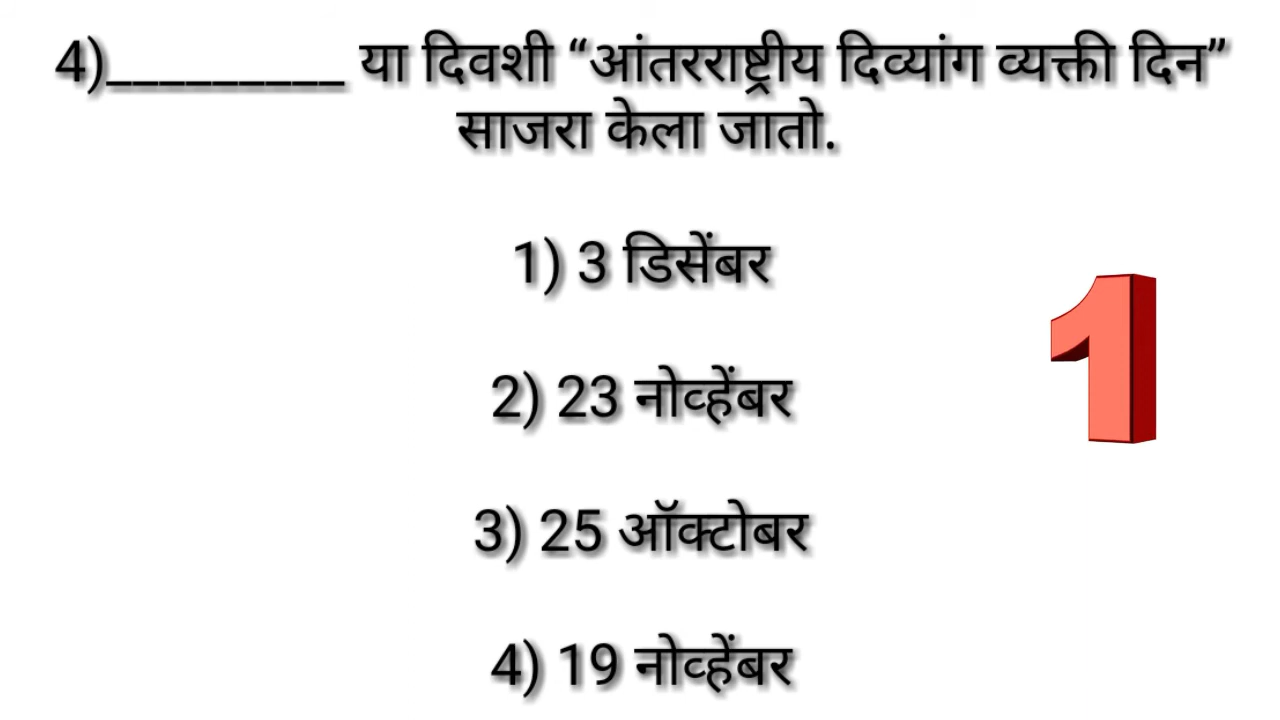 4)_________ या दिवशी “आंतरराष्ट्रीय दिव्यांग व्यक्ती दिन”
साजरा केला जातो.
1) 3 डिसेंबर
2) 23 नोव्हेंबर
1
3) 25 ऑक्टोबर
4) 19 नोव्हेंबर